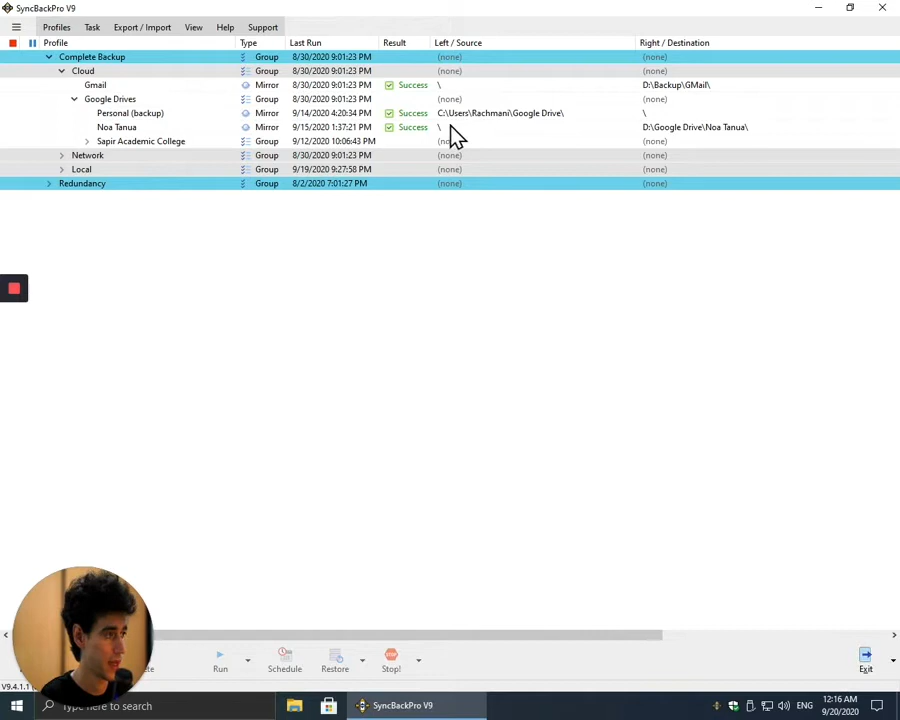 SyncBackPro V9
Profiles Task Export / Import View Help Support
Profile Type Last Run Result Left / Source Right / Destination
Complete Backup Group 8/30/2020 9:01:23 PM (none) (none)
Cloud Group 8/30/2020 9:01:23 PM (none) (none)
Gmail Mirror 8/30/2020 9:01:23 PM Success \ D:\Backup\GMail\
Google Drives Group 8/30/2020 9:01:23 PM (none) (none)
Personal (backup) Mirror 9/14/2020 4:20:34 PM Success C:\Users\Rachmani\Google Drive\ \
Noa Tanua Mirror 9/15/2020 1:37:21 PM Success \ D:\Google Drive\Noa Tanua\
Sapir Academic College Group 9/12/2020 10:06:43 PM (none)
Network Group 8/30/2020 9:01:23 PM (none) (none)
Local Group 9/19/2020 9:27:58 PM (none) (none)
Redundancy Group 8/2/2020 7:01:27 PM (none) (none)
Run Schedule Restore Stop! Exit
V9.4.1.1
Type here to search SyncBackPro V9 ENG 12:16 AM
9/20/2020